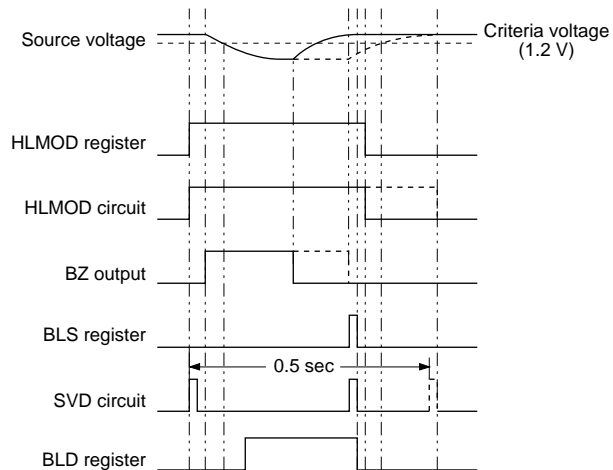 Source voltage
Criteria voltage
(1.2 V)
HLMOD register
HLMOD circuit
BZ output
BLS register
0.5 sec
SVD circuit
BLD register